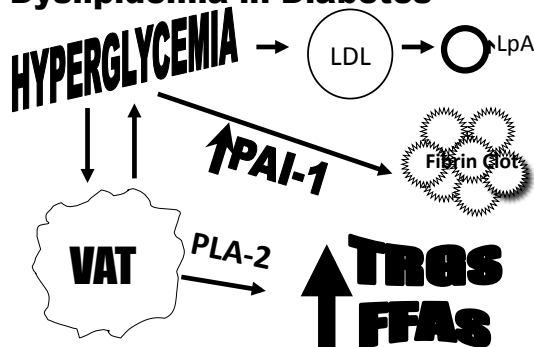 Dyslipidemia in Diabetes
HYPERGLYCEMIA
LDL
LpA
PAI-1
Fibrin Clot
VAT
PLA-2
TRGS
FFAS